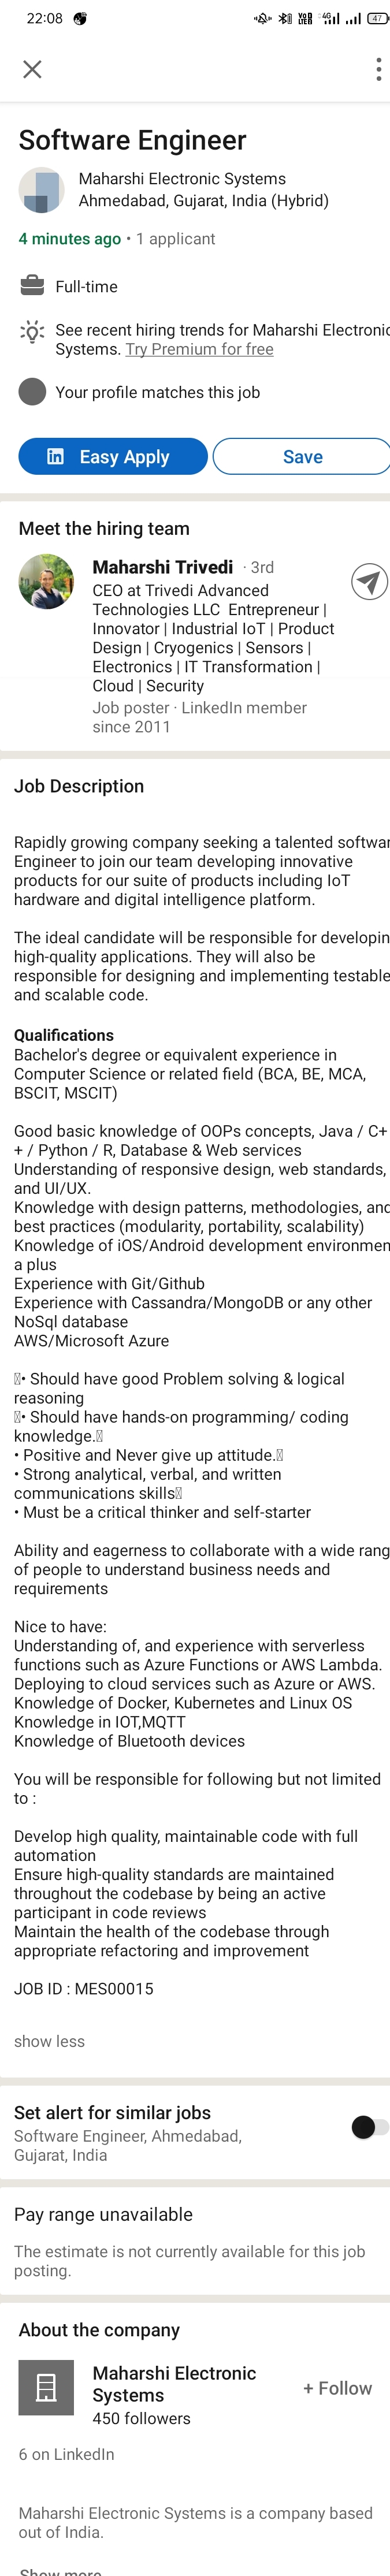 22:08
VoLTE 4G 47
Software Engineer
Maharshi Electronic Systems
Ahmedabad, Gujarat, India (Hybrid)
4 minutes ago • 1 applicant
Full-time
See recent hiring trends for Maharshi Electronic
Systems. Try Premium for free
Your profile matches this job
in Easy Apply
Save
Meet the hiring team
Maharshi Trivedi · 3rd
CEO at Trivedi Advanced
Technologies LLC Entrepreneur |
Innovator | Industrial IoT | Product
Design | Cryogenics | Sensors |
Electronics | IT Transformation |
Cloud | Security
Job poster · LinkedIn member
since 2011
Job Description
Rapidly growing company seeking a talented softwar
Engineer to join our team developing innovative
products for our suite of products including IoT
hardware and digital intelligence platform.
The ideal candidate will be responsible for developin
high-quality applications. They will also be
responsible for designing and implementing testable
and scalable code.
Qualifications
Bachelor's degree or equivalent experience in
Computer Science or related field (BCA, BE, MCA,
BSCIT, MSCIT)
Good basic knowledge of OOPs concepts, Java / C+
+ / Python / R, Database & Web services
Understanding of responsive design, web standards,
and UI/UX.
Knowledge with design patterns, methodologies, and
best practices (modularity, portability, scalability)
Knowledge of iOS/Android development environmen
a plus
Experience with Git/Github
Experience with Cassandra/MongoDB or any other
NoSql database
AWS/Microsoft Azure
• Should have good Problem solving & logical
reasoning
• Should have hands-on programming/ coding
knowledge.
• Positive and Never give up attitude.
• Strong analytical, verbal, and written
communications skills
• Must be a critical thinker and self-starter
Ability and eagerness to collaborate with a wide rang
of people to understand business needs and
requirements
Nice to have:
Understanding of, and experience with serverless
functions such as Azure Functions or AWS Lambda.
Deploying to cloud services such as Azure or AWS.
Knowledge of Docker, Kubernetes and Linux OS
Knowledge in IOT,MQTT
Knowledge of Bluetooth devices
You will be responsible for following but not limited
to :
Develop high quality, maintainable code with full
automation
Ensure high-quality standards are maintained
throughout the codebase by being an active
participant in code reviews
Maintain the health of the codebase through
appropriate refactoring and improvement
JOB ID : MES00015
show less
Set alert for similar jobs
Software Engineer, Ahmedabad,
Gujarat, India
Pay range unavailable
The estimate is not currently available for this job
posting.
About the company
Maharshi Electronic
Systems
+ Follow
450 followers
6 on LinkedIn
Maharshi Electronic Systems is a company based
out of India.
Show more